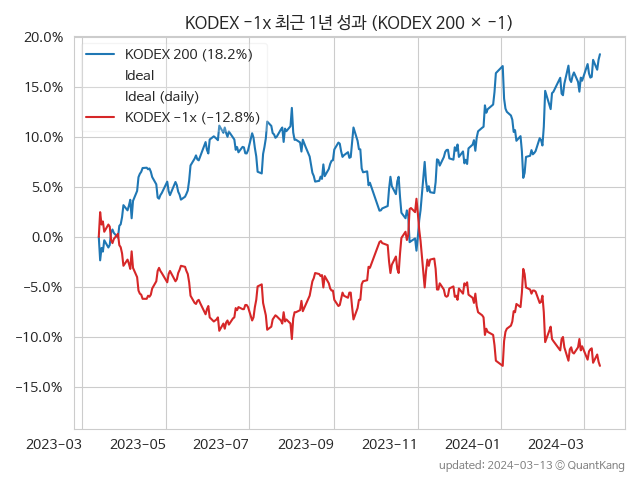 KODEX −1x 최근 1년 성과 (KODEX 200 × −1)
20.0%
15.0%
10.0%
5.0%
0.0%
−5.0%
−10.0%
−15.0%
KODEX 200 (18.2%)
Ideal
Ideal (daily)
KODEX −1x (−12.8%)
2023-03
2023-05
2023-07
2023-09
2023-11
2024-01
2024-03
updated: 2024-03-13 ⓒ QuantKang